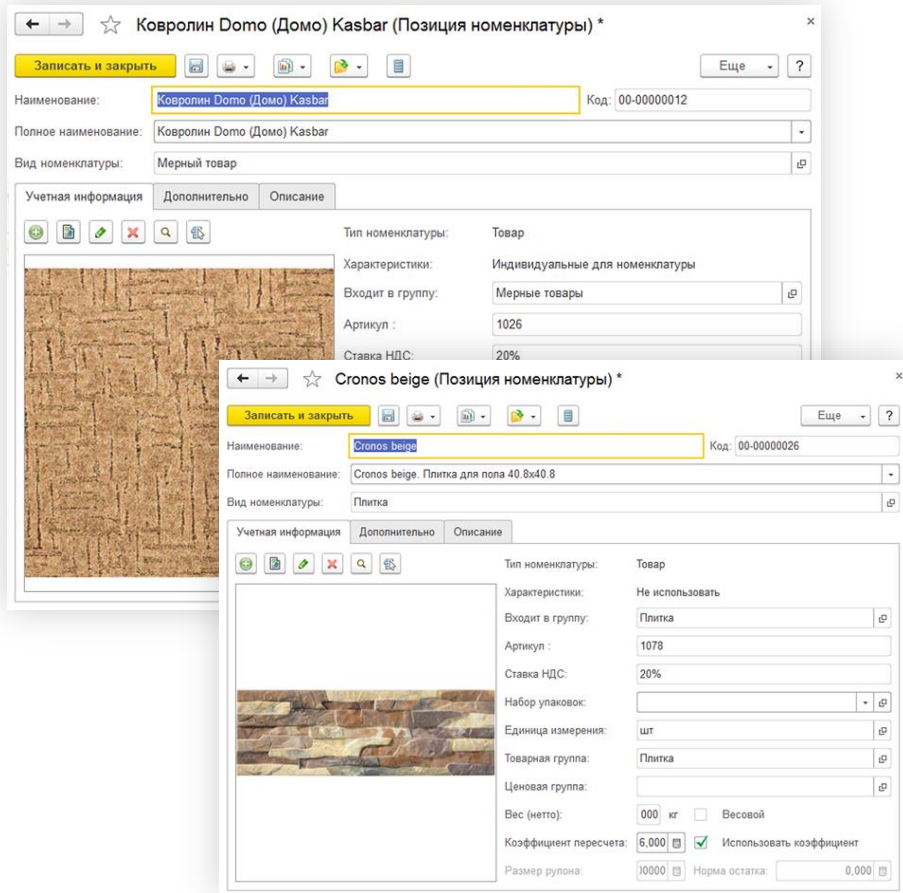 Ковролин Domo (Домо) Kasbar (Позиция номенклатуры) *
Записать и закрыть Еще ?
Наименование: Ковролин Domo (Домо) Kasbar Код: 00-00000012
Полное наименование: Ковролин Domo (Домо) Kasbar
Вид номенклатуры: Мерный товар
Учетная информация Дополнительно Описание
Тип номенклатуры: Товар
Характеристики: Индивидуальные для номенклатуры
Входит в группу: Мерные товары
Артикул : 1026
Ставка НДС: 20%
Cronos beige (Позиция номенклатуры) *
Записать и закрыть Еще ?
Наименование: Cronos beige Код: 00-00000026
Полное наименование: Cronos beige. Плитка для пола 40.8x40.8
Вид номенклатуры: Плитка
Учетная информация Дополнительно Описание
Тип номенклатуры: Товар
Характеристики: Не использовать
Входит в группу: Плитка
Артикул : 1078
Ставка НДС: 20%
Набор упаковок:
Единица измерения: шт
Товарная группа: Плитка
Ценовая группа:
Вес (нетто): 000 кг Весовой
Коэффициент пересчета: 6,000 Использовать коэффициент
Размер рулона: 00000 Норма остатка: 0,000